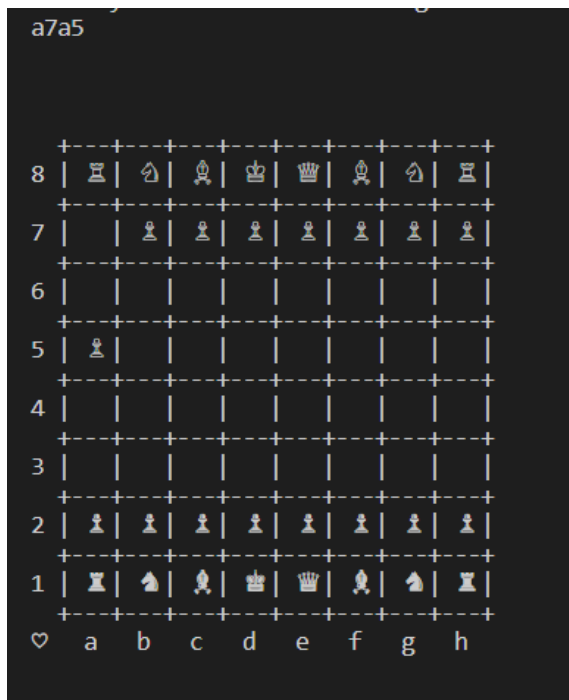 a7a5
+---+---+---+---+---+---+---+---+
8 | ♖| ♘| ♗| ♔| ♕| ♗| ♘| ♖|
+---+---+---+---+---+---+---+---+
7 |   | ♙| ♙| ♙| ♙| ♙| ♙| ♙|
+---+---+---+---+---+---+---+---+
6 |   |   |   |   |   |   |   |   |
+---+---+---+---+---+---+---+---+
5 | ♙|   |   |   |   |   |   |   |
+---+---+---+---+---+---+---+---+
4 |   |   |   |   |   |   |   |   |
+---+---+---+---+---+---+---+---+
3 |   |   |   |   |   |   |   |   |
+---+---+---+---+---+---+---+---+
2 | ♟| ♟| ♟| ♟| ♟| ♟| ♟| ♟|
+---+---+---+---+---+---+---+---+
1 | ♜| ♞| ♝| ♚| ♛| ♝| ♞| ♜|
+---+---+---+---+---+---+---+---+
♡ a b c d e f g h